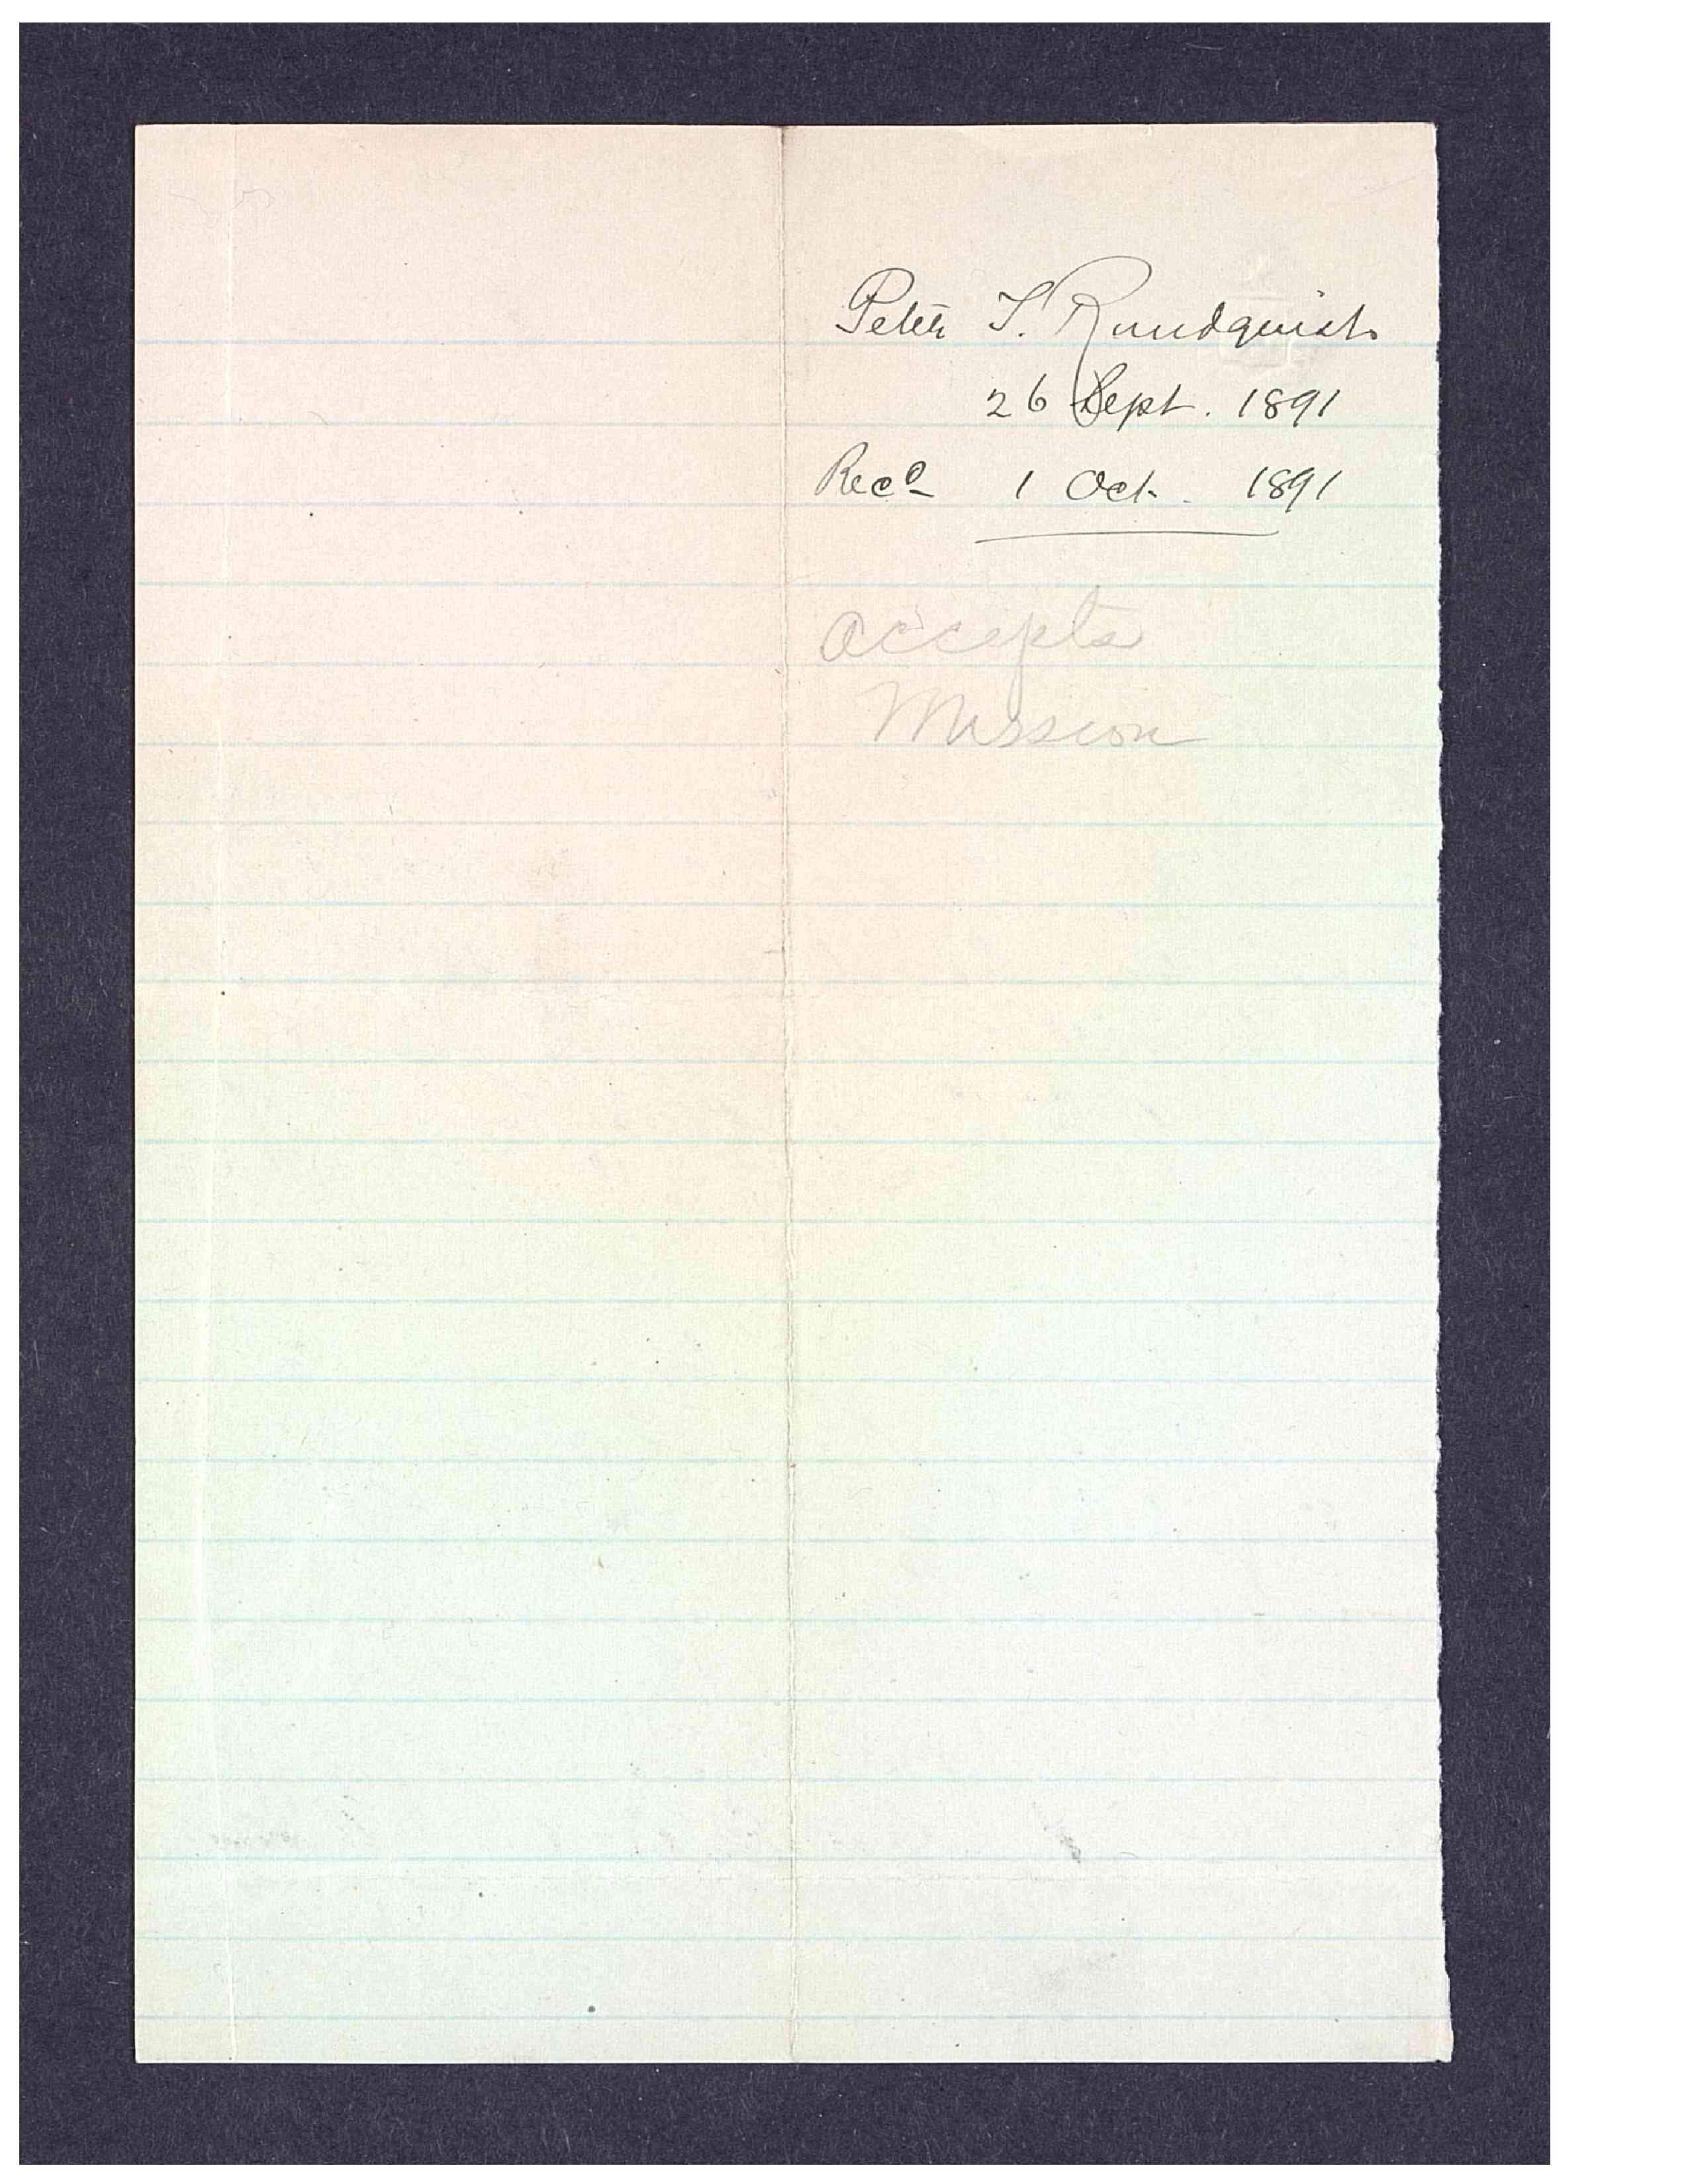 Peter T. Rundquist
26 Sept. 1891
Recd 1 Oct. 1891
accepts
Mission